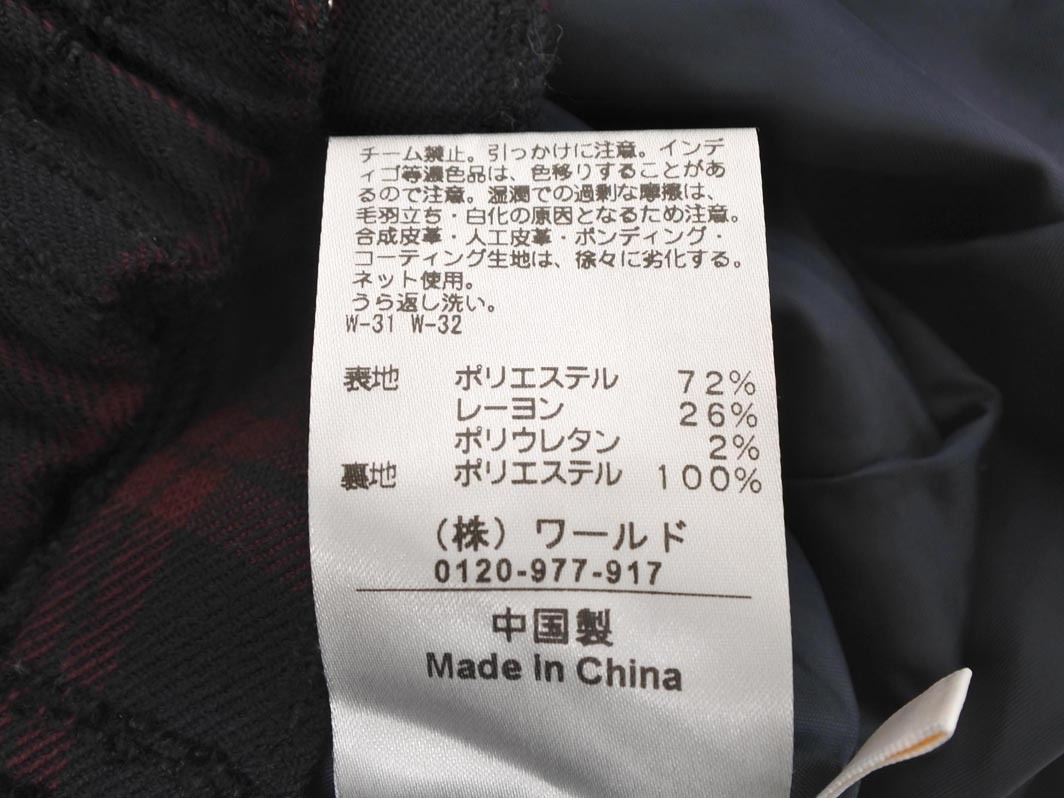 チーム禁止。引っかけに注意。インデ
ィゴ等濃色品は、色移りすることがあ
るので注意。湿潤での過剰な摩擦は、
毛羽立ち・白化の原因となるため注意。
合成皮革・人工皮革・ボンディング・
コーティング生地は、徐々に劣化する。
ネット使用。
うら返し洗い。
W-31 W-32
表地 ポリエステル 72%
レーヨン 26%
ポリウレタン 2%
裏地 ポリエステル 100%
(株) ワールド
0120-977-917
中国製
Made in China